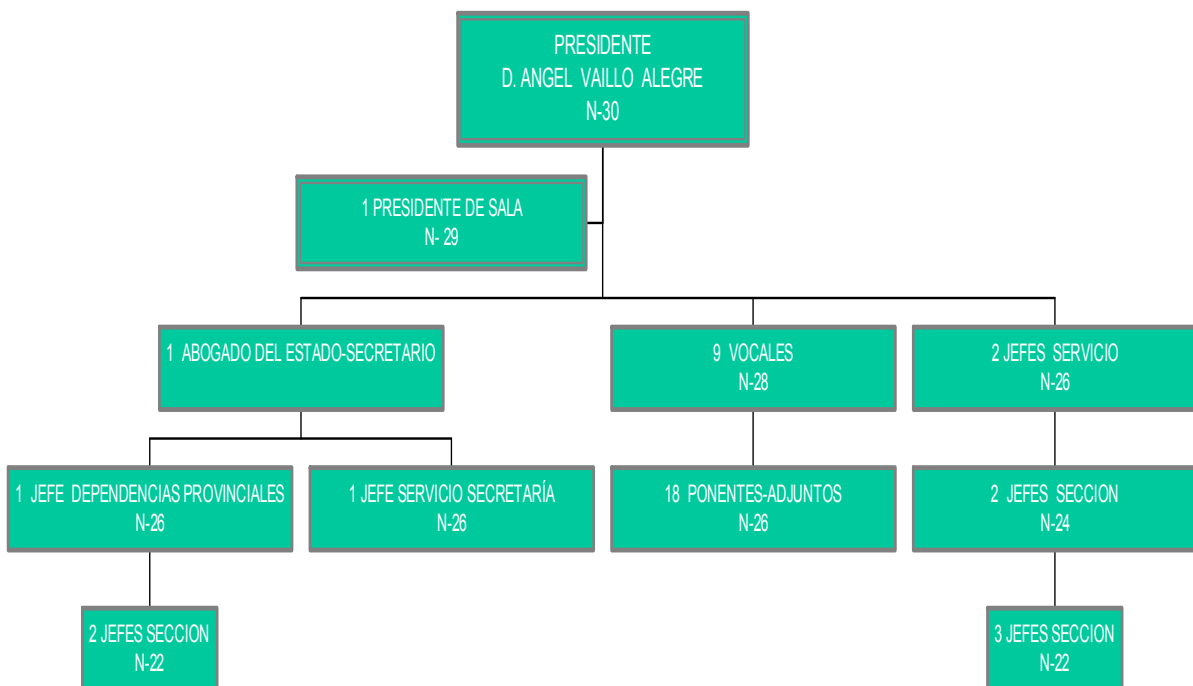 PRESIDENTE
D. ANGEL VAILLO ALEGRE
N-30
1 PRESIDENTE DE SALA
N- 29
1 ABOGADO DEL ESTADO-SECRETARIO
9 VOCALES
N-28
2 JEFES SERVICIO
N-26
1 JEFE DEPENDENCIAS PROVINCIALES
N-26
1 JEFE SERVICIO SECRETARÍA
N-26
18 PONENTES-ADJUNTOS
N-26
2 JEFES SECCION
N-24
2 JEFES SECCION
N-22
3 JEFES SECCION
N-22